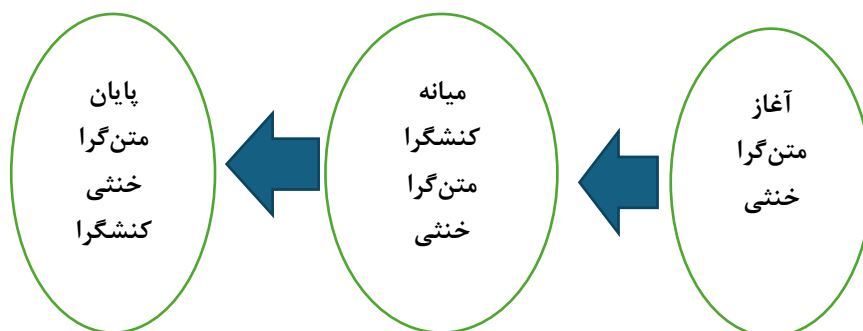 آغاز
متن‌گرا
خنثی
میانه
کنشگرا
متن‌گرا
خنثی
پایان
متن‌گرا
خنثی
کنشگرا